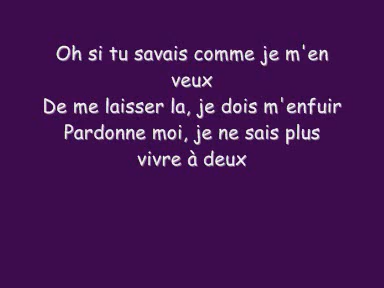 Oh si tu savais comme je m'en
veux
De me laisser la, je dois m'enfuir
Pardonne moi, je ne sais plus
vivre à deux